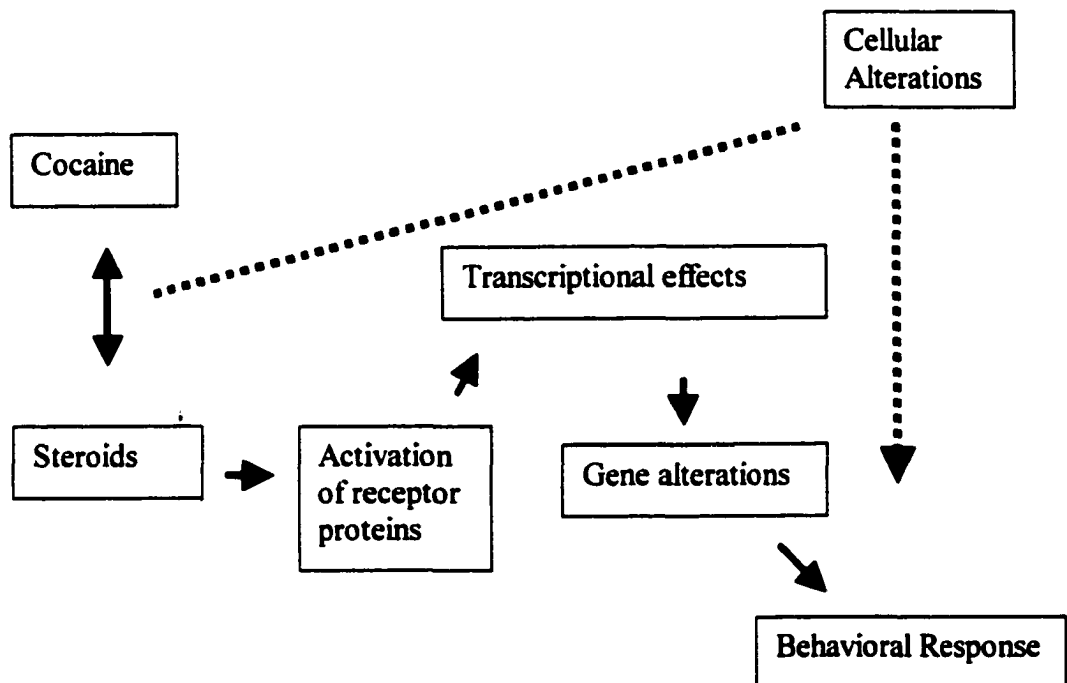 Cellular
Alterations
Cocaine
Transcriptional effects
Steroids
Activation
of receptor
proteins
Gene alterations
Behavioral Response